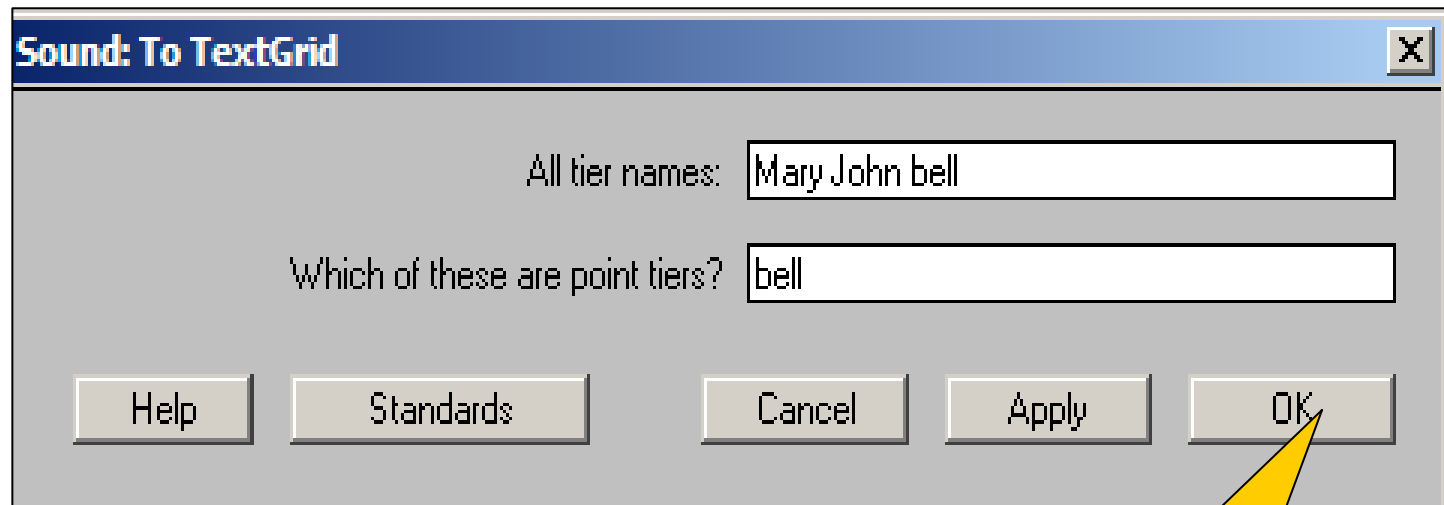 Sound: To TextGrid
All tier names: Mary John bell
Which of these are point tiers? bell
Help Standards Cancel Apply OK